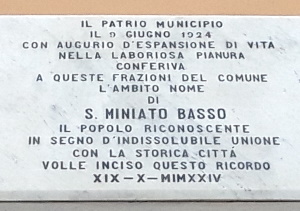 IL PATRIO MUNICIPIO
IL 9 GIUGNO 1924
CON AUGURIO D'ESPANSIONE DI VITA
NELLA LABORIOSA PIANURA
CONFERIVA
A QUESTE FRAZIONI DEL COMUNE
L'AMBITO NOME
DI
S. MINIATO BASSO
IL POPOLO RICONOSCENTE
IN SEGNO D'INDISSOLUBILE UNIONE
CON LA STORICA CITTÁ
VOLLE INCISO QUESTO RICORDO
XIX-X-MIMXXIV